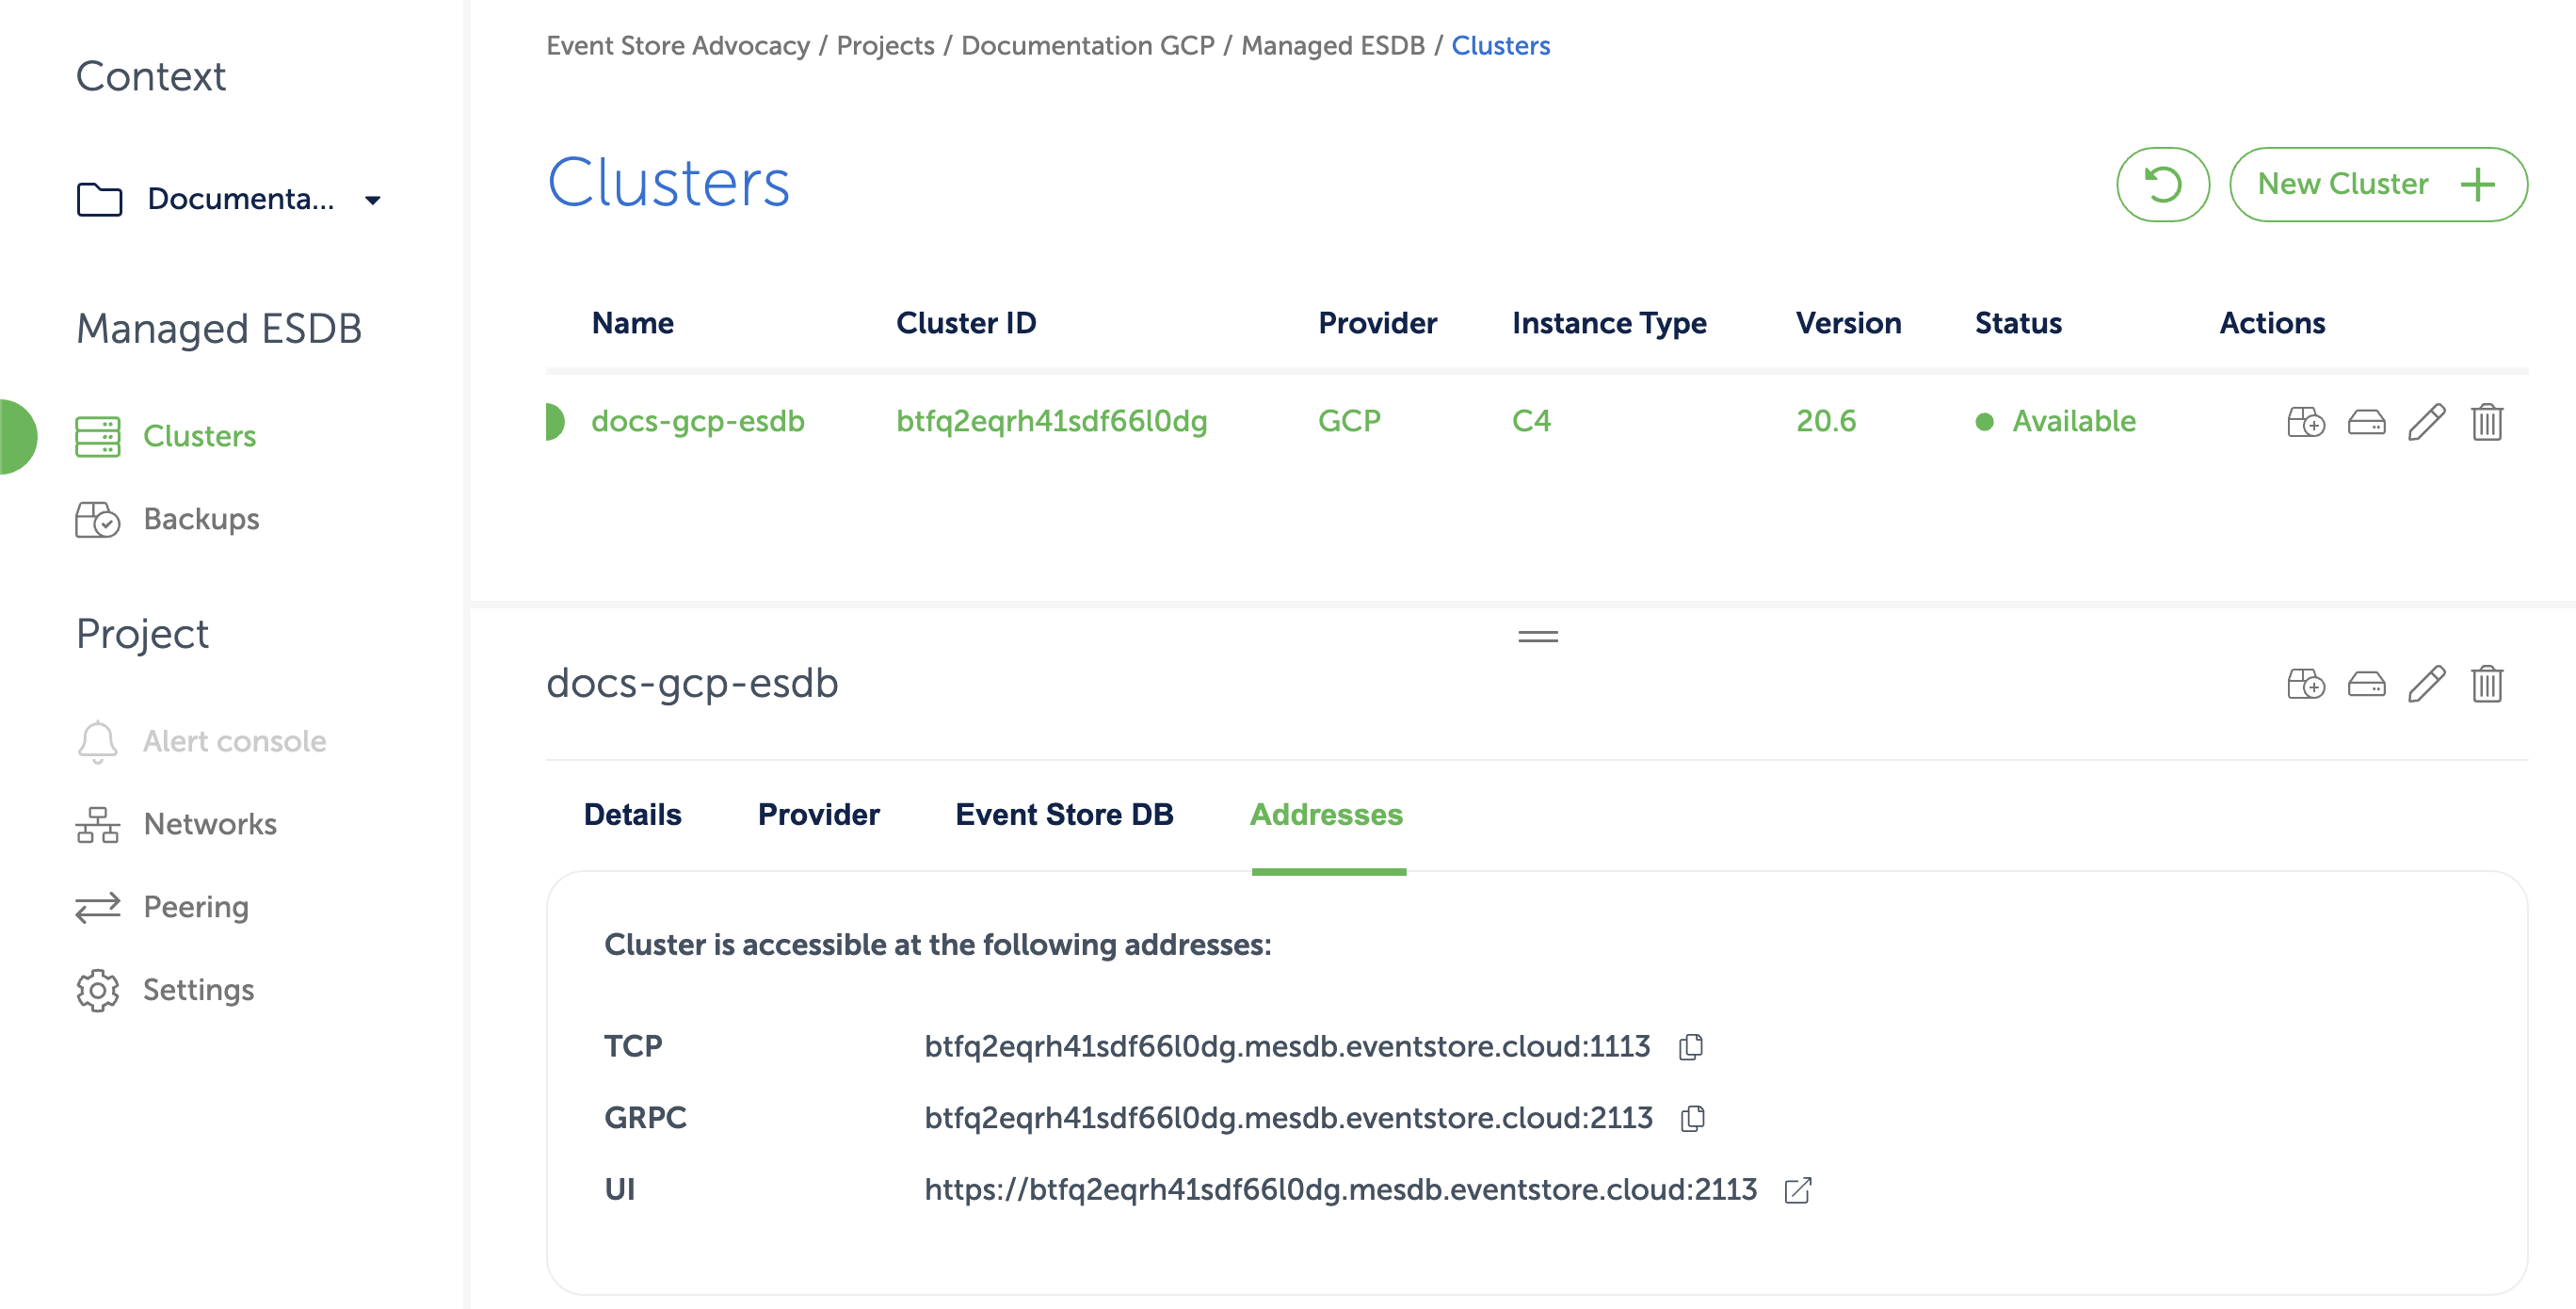 Context
Documenta...
Managed ESDB
Clusters
Backups
Project
Alert console
Networks
Peering
Settings
Event Store Advocacy / Projects / Documentation GCP / Managed ESDB / Clusters
Clusters
New Cluster
Name Cluster ID Provider Instance Type Version Status Actions
docs-gcp-esdb btfq2eqrh41sdf66l0dg GCP C4 20.6 Available
docs-gcp-esdb
Details Provider Event Store DB Addresses
Cluster is accessible at the following addresses:
TCP btfq2eqrh41sdf66l0dg.mesdb.eventstore.cloud:1113
GRPC btfq2eqrh41sdf66l0dg.mesdb.eventstore.cloud:2113
UI https://btfq2eqrh41sdf66l0dg.mesdb.eventstore.cloud:2113